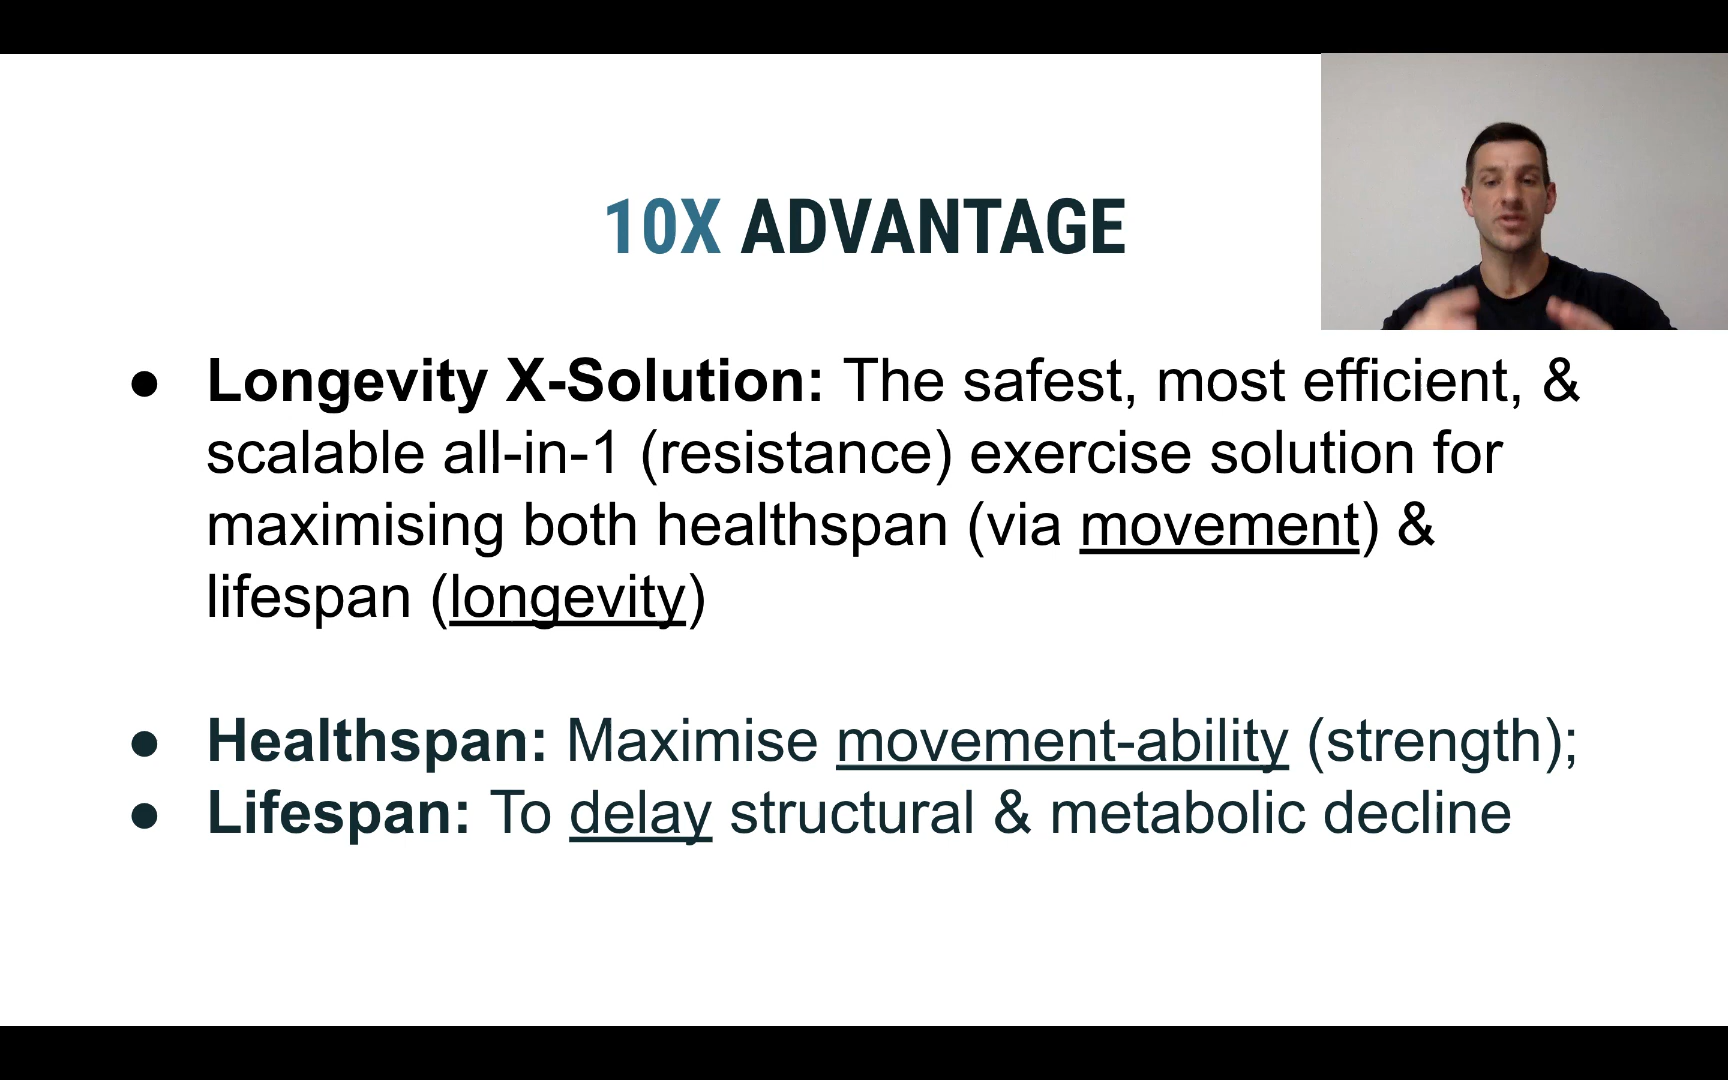 10X ADVANTAGE
● Longevity X-Solution: The safest, most efficient, &
scalable all-in-1 (resistance) exercise solution for
maximising both healthspan (via movement) &
lifespan (longevity)
● Healthspan: Maximise movement-ability (strength);
● Lifespan: To delay structural & metabolic decline